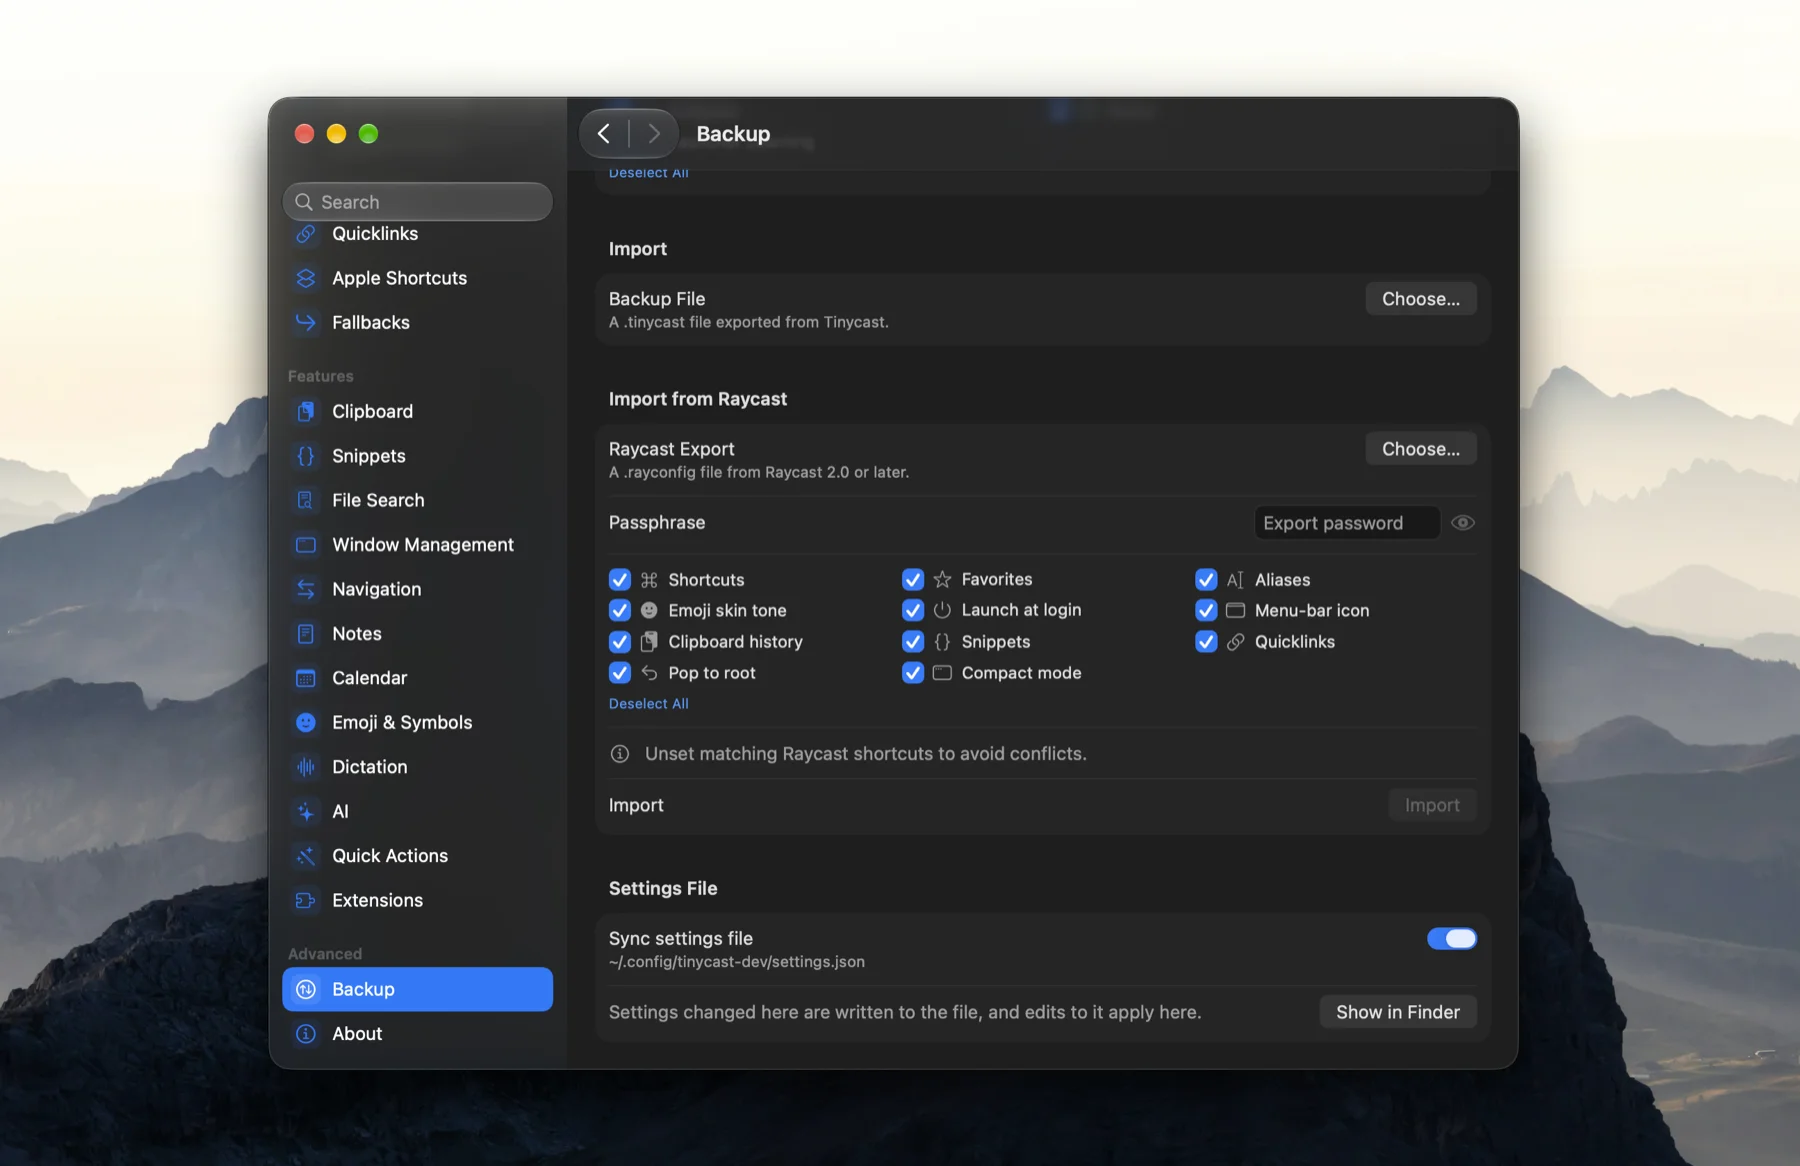 Backup
Search
Quicklinks
Apple Shortcuts
Fallbacks
Features
Clipboard
Snippets
File Search
Window Management
Navigation
Notes
Calendar
Emoji & Symbols
Dictation
AI
Quick Actions
Extensions
Advanced
Backup
About
Deselect All
Import
Backup File
Choose...
A .tinycast file exported from Tinycast.
Import from Raycast
Raycast Export
Choose...
A .rayconfig file from Raycast 2.0 or later.
Passphrase
Export password
Shortcuts
Favorites
Aliases
Emoji skin tone
Launch at login
Menu-bar icon
Clipboard history
Snippets
Quicklinks
Pop to root
Compact mode
Deselect All
Unset matching Raycast shortcuts to avoid conflicts.
Import
Import
Settings File
Sync settings file
~/.config/tinycast-dev/settings.json
Settings changed here are written to the file, and edits to it apply here.
Show in Finder